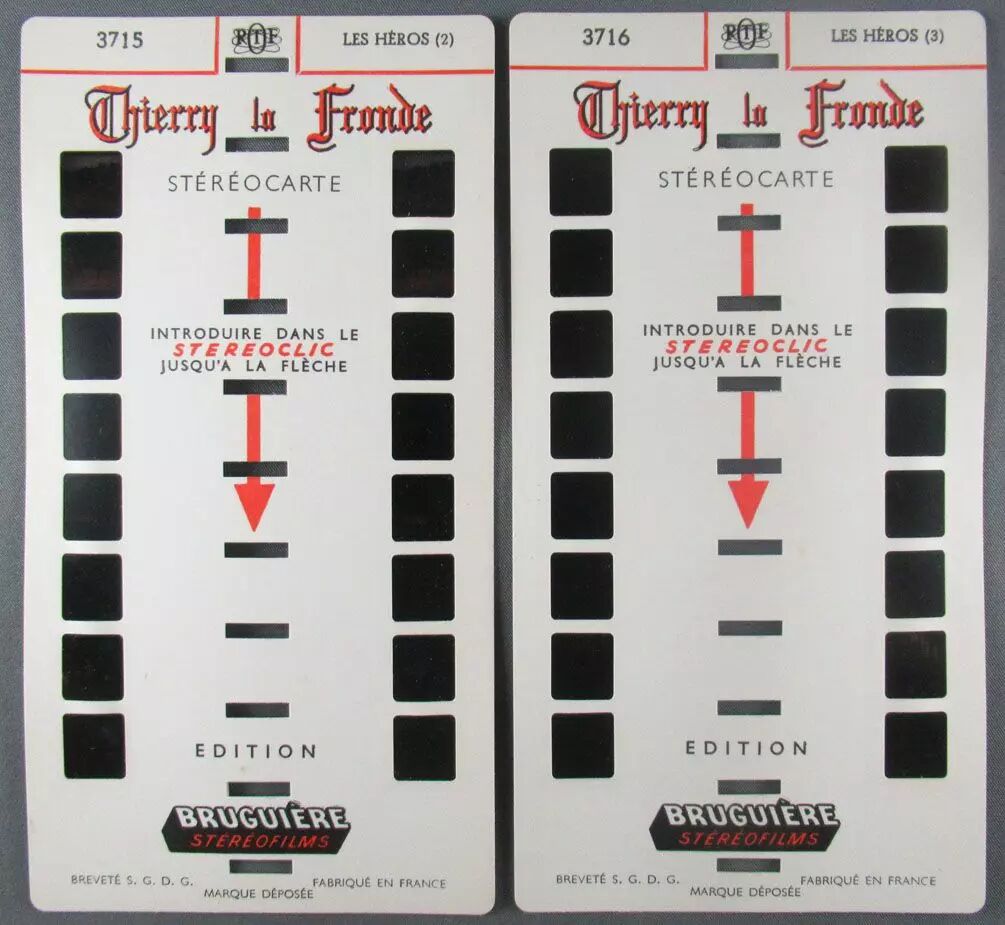 3715 RTF LES HÉROS (2)
Thierry la Fronde
STÉRÉOCARTE
INTRODUIRE DANS LE
STEREOCLIC
JUSQU'A LA FLÈCHE
EDITION
BRUGUIÈRE
STÉRÉOFILMS
BREVETÉ S. G. D. G. FABRIQUÉ EN FRANCE
MARQUE DÉPOSÉE
3716 RTF LES HÉROS (3)
Thierry la Fronde
STÉRÉOCARTE
INTRODUIRE DANS LE
STEREOCLIC
JUSQU'A LA FLÈCHE
EDITION
BRUGUIÈRE
STÉRÉOFILMS
BREVETÉ S. G. D. G. FABRIQUÉ EN FRANCE
MARQUE DÉPOSÉE